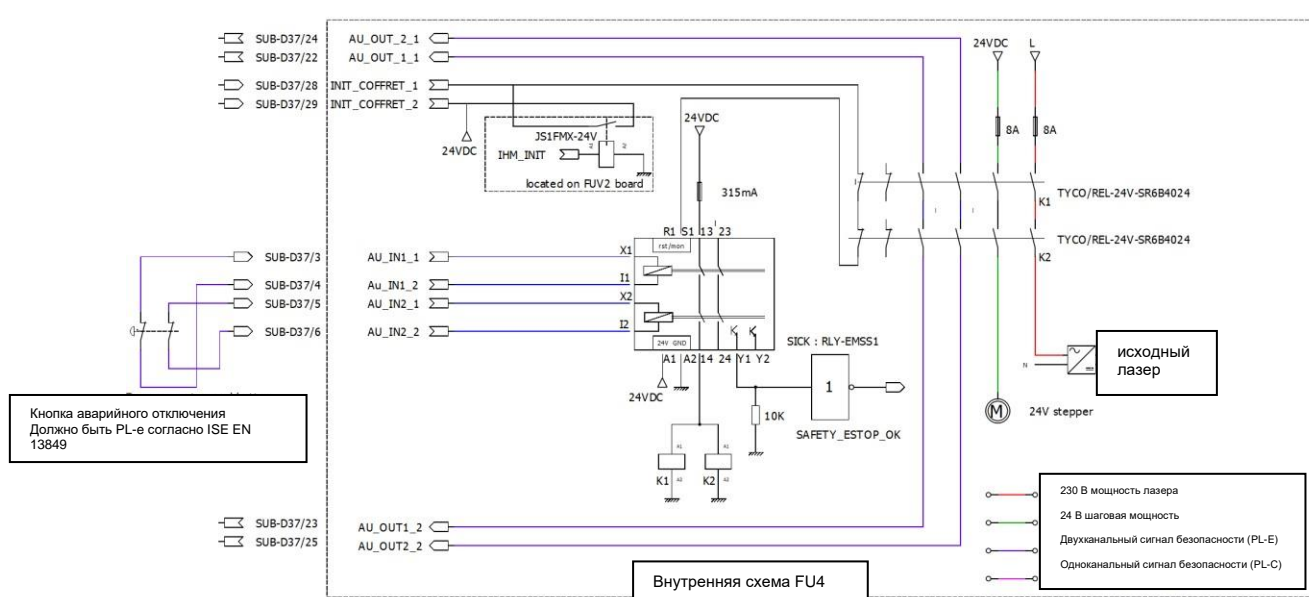 SUB-D37/24 AU_OUT_2_1
SUB-D37/22 AU_OUT_1_1
SUB-D37/28 INIT_COFFRET_1
SUB-D37/29 INIT_COFFRET_2
24VDC
JS1FMX-24V
IHM_INIT
located on FUV2 board
24VDC
315mA
24VDC L
8A 8A
TYCO/REL-24V-SR6B4024
K1
TYCO/REL-24V-SR6B4024
K2
R1 S1 13 23
rst/mon
SUB-D37/3 AU_IN1_1 X1
SUB-D37/4 Au_IN1_2 I1
SUB-D37/5 AU_IN2_1 X2
SUB-D37/6 AU_IN2_2 I2
24V GND
A1 A2 14 24 Y1 Y2
SICK : RLY-EMSS1
24VDC
1
10K
SAFETY_ESTOP_OK
K1 K2
A1 A1
A2 A2
N
исходный
лазер
M
24V stepper
Кнопка аварийного отключения
Должно быть PL-e согласно ISE EN
13849
230 В мощность лазера
24 В шаговая мощность
Двухканальный сигнал безопасности (PL-E)
Одноканальный сигнал безопасности (PL-C)
SUB-D37/23 AU_OUT1_2
SUB-D37/25 AU_OUT2_2
Внутренняя схема FU4